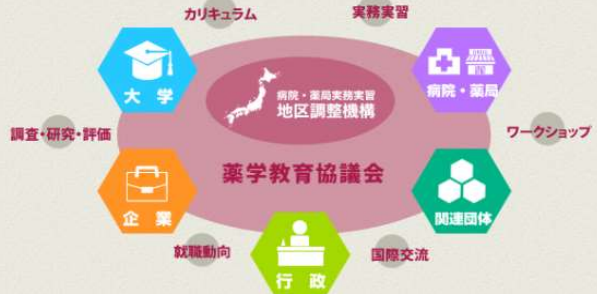 カリキュラム
実務実習
大学
病院・薬局実務実習
地区調整機構
病院・薬局
調査・研究・評価
ワークショップ
薬学教育協議会
企業
関連団体
就職動向
国際交流
行政